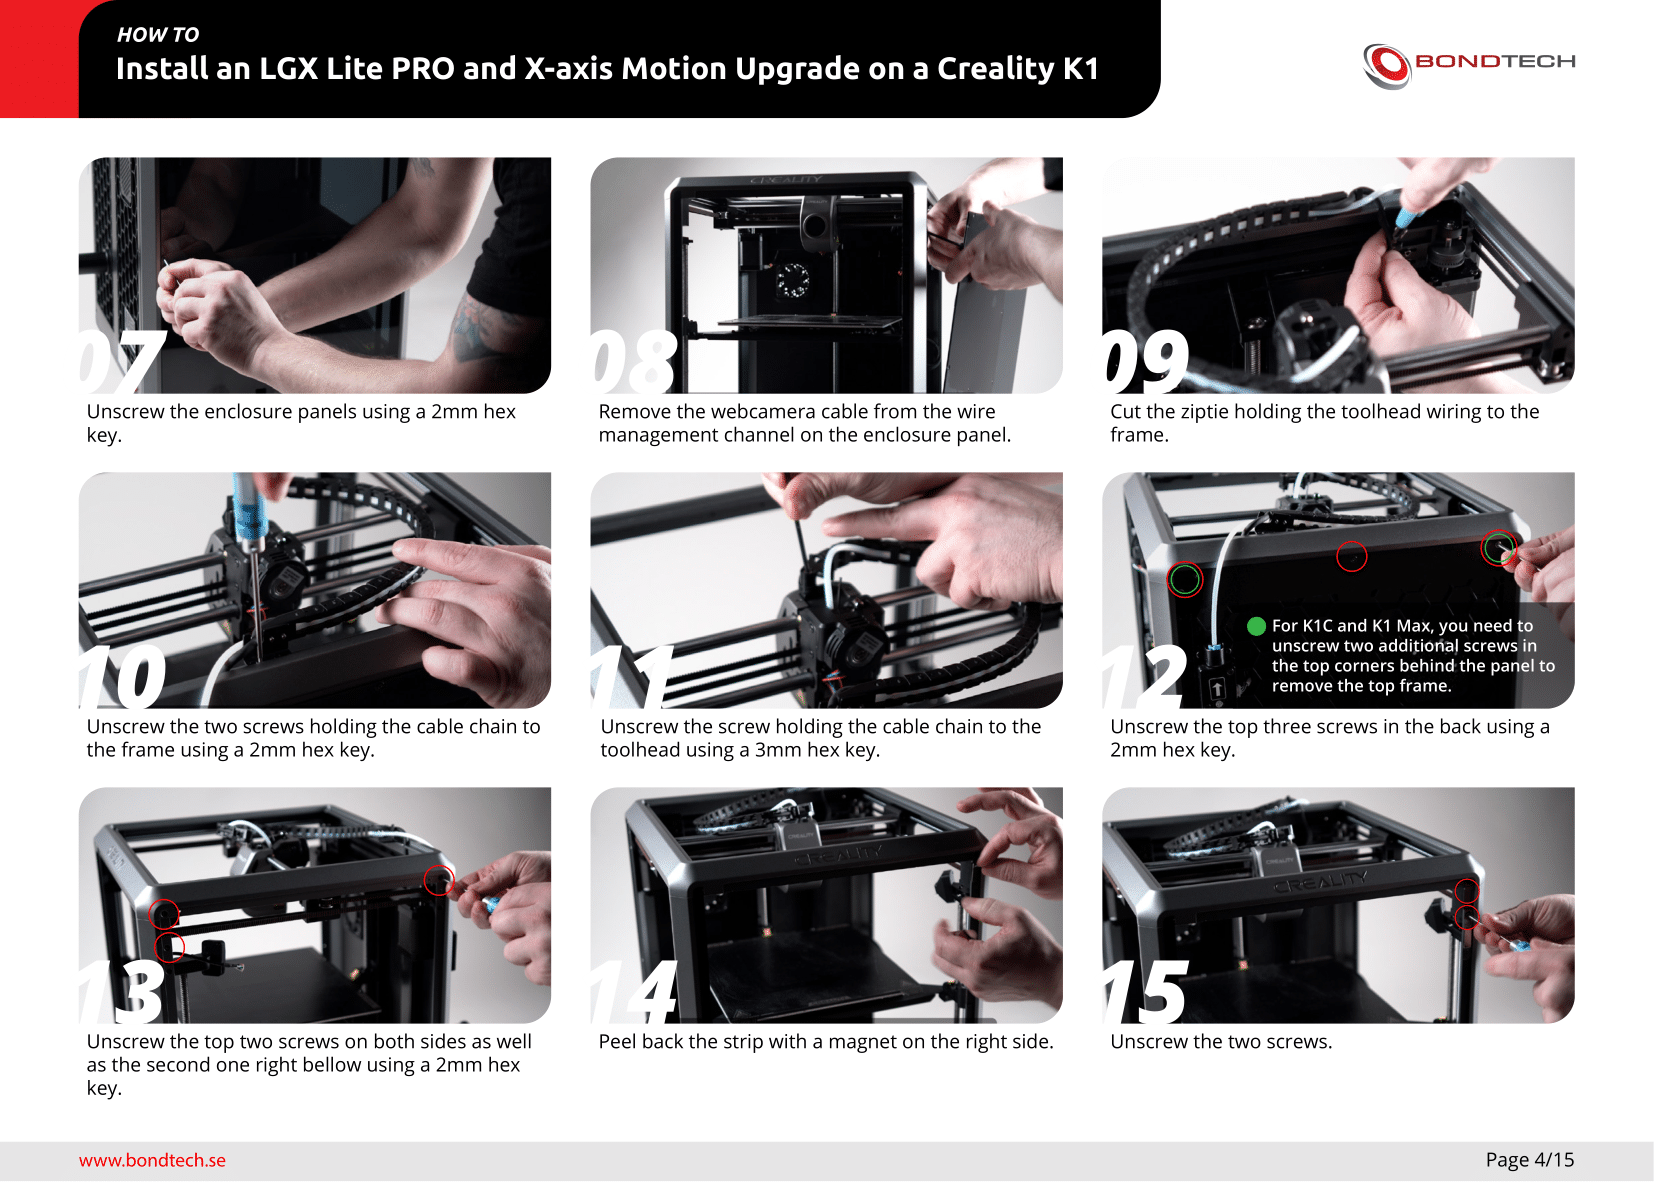 HOW TO
Install an LGX Lite PRO and X-axis Motion Upgrade on a Creality K1
BONDTECH
CREALITY
07
08
09
Unscrew the enclosure panels using a 2mm hex
key.
Remove the webcamera cable from the wire
management channel on the enclosure panel.
Cut the ziptie holding the toolhead wiring to the
frame.
For K1C and K1 Max, you need to
unscrew two additional screws in
the top corners behind the panel to
remove the top frame.
10
11
12
Unscrew the two screws holding the cable chain to
the frame using a 2mm hex key.
Unscrew the screw holding the cable chain to the
toolhead using a 3mm hex key.
Unscrew the top three screws in the back using a
2mm hex key.
CREALITY
CREALITY
CREALITY
CREALITY
13
14
15
Unscrew the top two screws on both sides as well
as the second one right bellow using a 2mm hex
key.
Peel back the strip with a magnet on the right side.
Unscrew the two screws.
www.bondtech.se
Page 4/15